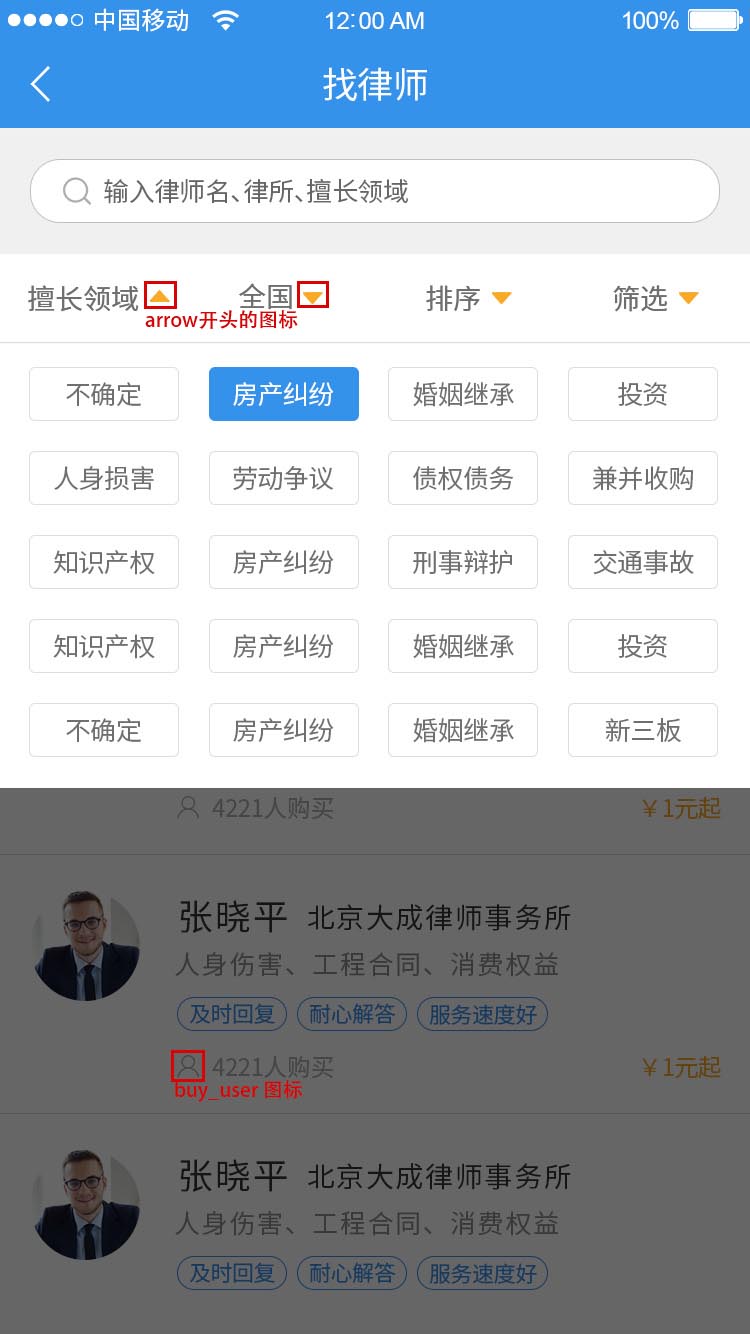 中国移动 12:00 AM 100%
找律师
输入律师名、律所、擅长领域
擅长领域 全国 排序 筛选
arrow开头的图标
不确定 房产纠纷 婚姻继承 投资
人身损害 劳动争议 债权债务 兼并收购
知识产权 房产纠纷 刑事辩护 交通事故
知识产权 房产纠纷 婚姻继承 投资
不确定 房产纠纷 婚姻继承 新三板
4221人购买 ￥1元起
张晓平 北京大成律师事务所
人身伤害、工程合同、消费权益
及时回复 耐心解答 服务速度好
4221人购买 ￥1元起
buy_user 图标
张晓平 北京大成律师事务所
人身伤害、工程合同、消费权益
及时回复 耐心解答 服务速度好